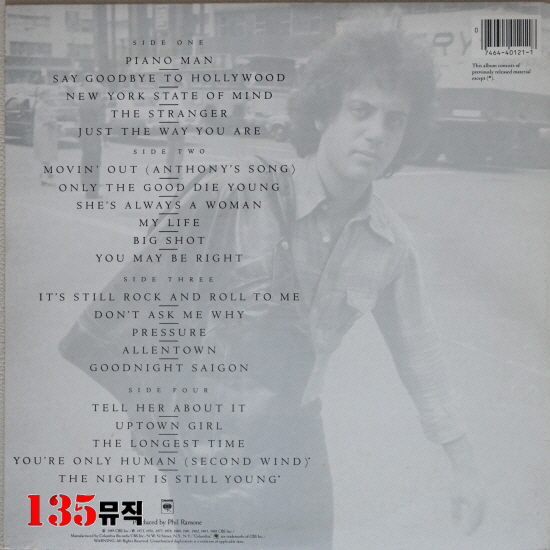 SIDE ONE
PIANO MAN
SAY GOODBYE TO HOLLYWOOD
NEW YORK STATE OF MIND
THE STRANGER
JUST THE WAY YOU ARE
SIDE TWO
MOVIN' OUT (ANTHONY'S SONG)
ONLY THE GOOD DIE YOUNG
SHE'S ALWAYS A WOMAN
MY LIFE
BIG SHOT
YOU MAY BE RIGHT
SIDE THREE
IT'S STILL ROCK AND ROLL TO ME
DON'T ASK ME WHY
PRESSURE
ALLENTOWN
GOODNIGHT SAIGON
SIDE FOUR
TELL HER ABOUT IT
UPTOWN GIRL
THE LONGEST TIME
YOU'RE ONLY HUMAN (SECOND WIND)*
THE NIGHT IS STILL YOUNG*
0
7464-40121-1
This album consists of
previously released material
except (*).
135뮤직
by Phil Ramone